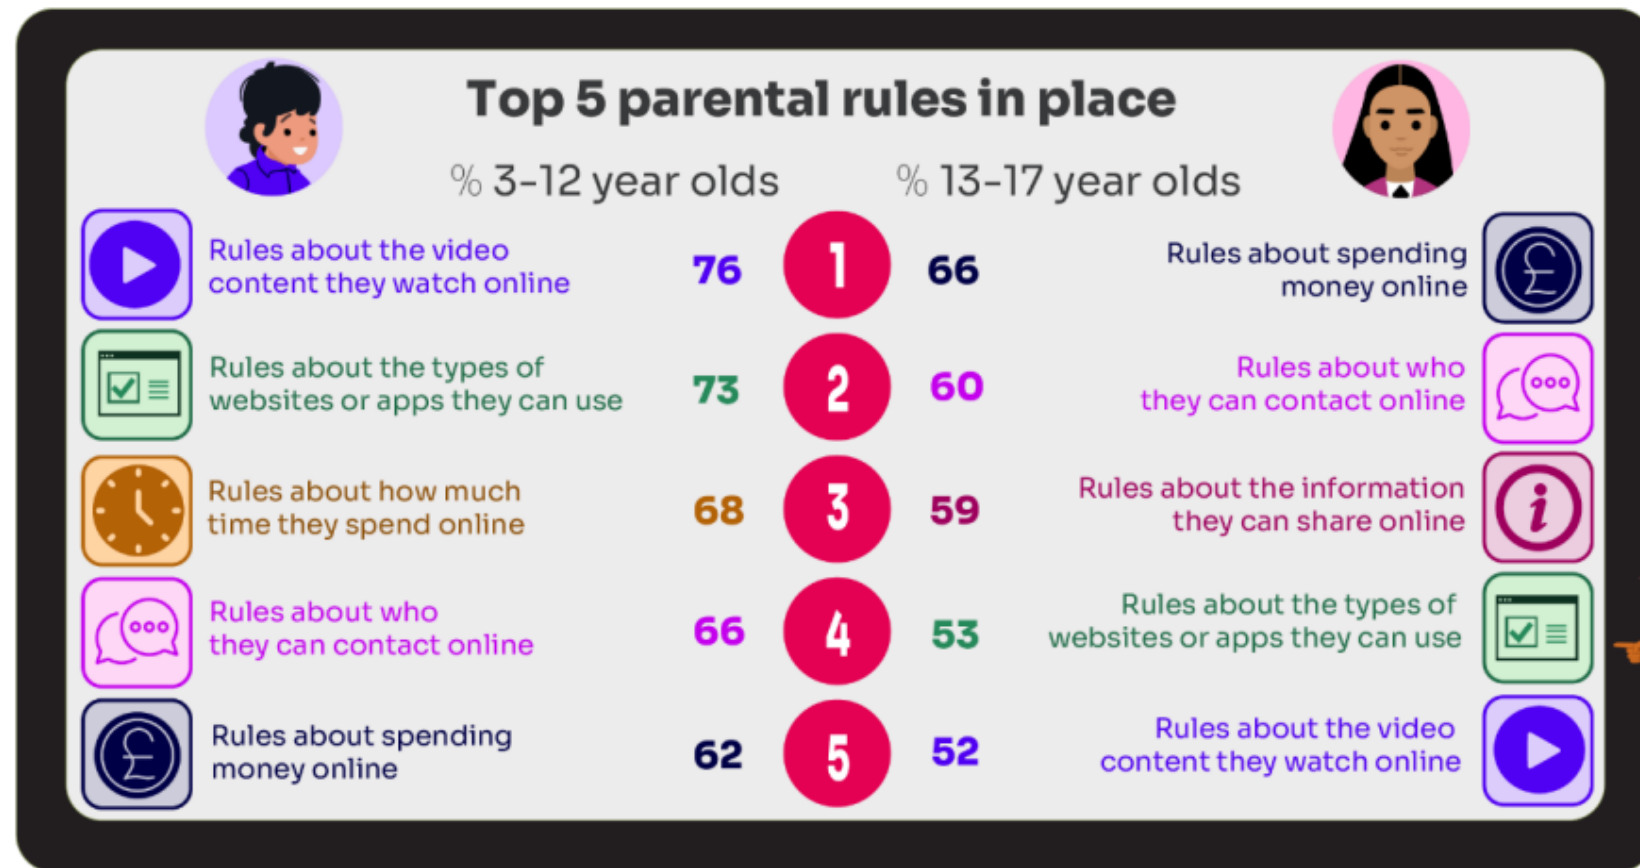 Top 5 parental rules in place
% 3-12 year olds
% 13-17 year olds
Rules about the video
content they watch online
76
1
66
Rules about spending
money online
£
Rules about the types of
websites or apps they can use
73
2
60
Rules about who
they can contact online
Rules about how much
time they spend online
68
3
59
Rules about the information
they can share online
i
Rules about who
they can contact online
66
4
53
Rules about the types of
websites or apps they can use
£
Rules about spending
money online
62
5
52
Rules about the video
content they watch online